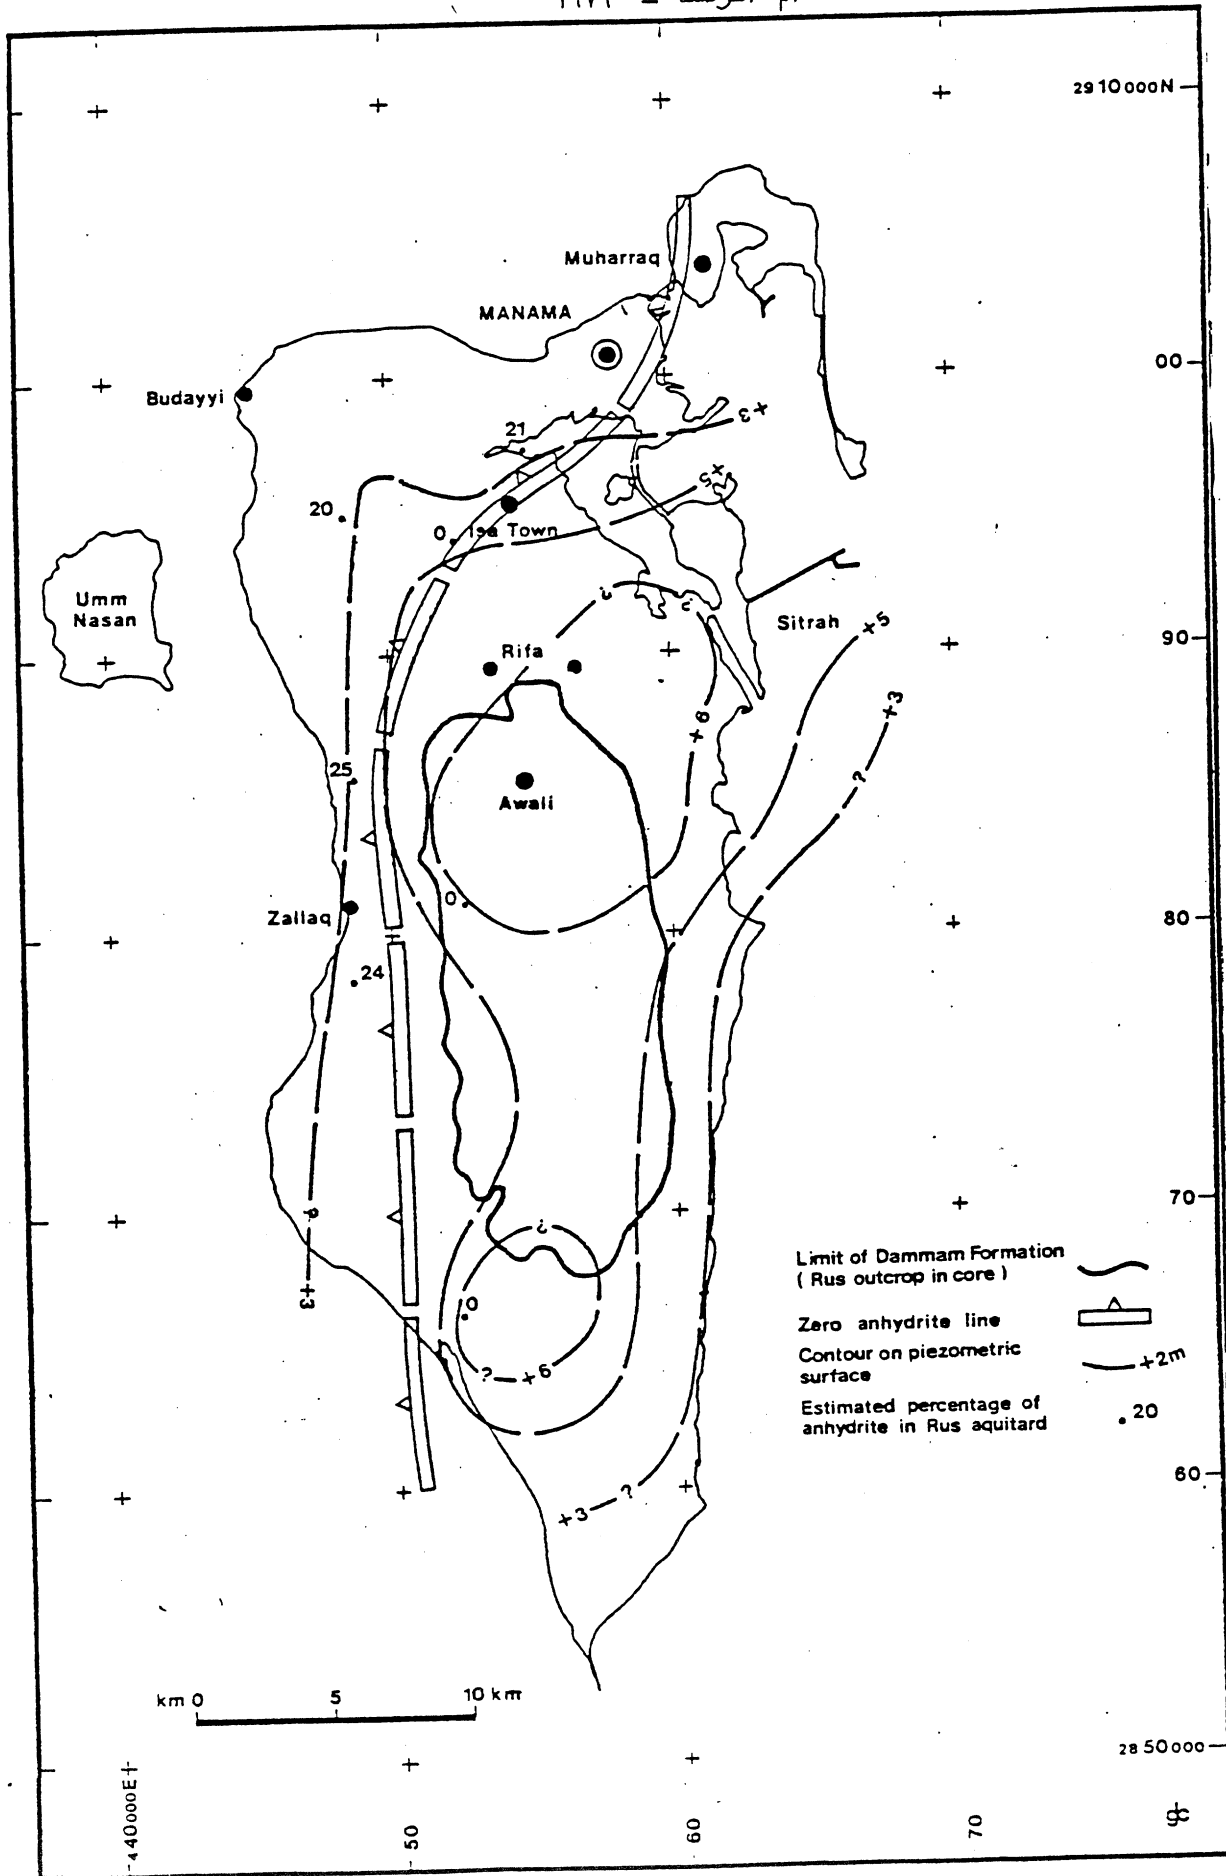 2910000N
Muharraq
MANAMA
00
Budayyi
+3
21
+5
20
0
Isa Town
?
?
Umm
Nasan
Sitrah
+5
90
Rifa
+6
+3
?
25
Awali
0
Zallaq
80
24
?
70
?
Limit of Dammam Formation
( Rus outcrop in core )
+3
0
Zero anhydrite line
Contour on piezometric
surface
+2m
? +6
Estimated percentage of
anhydrite in Rus aquitard
20
60
+3 ?
km 0 5 10 km
2850000
440000E
50
60
70